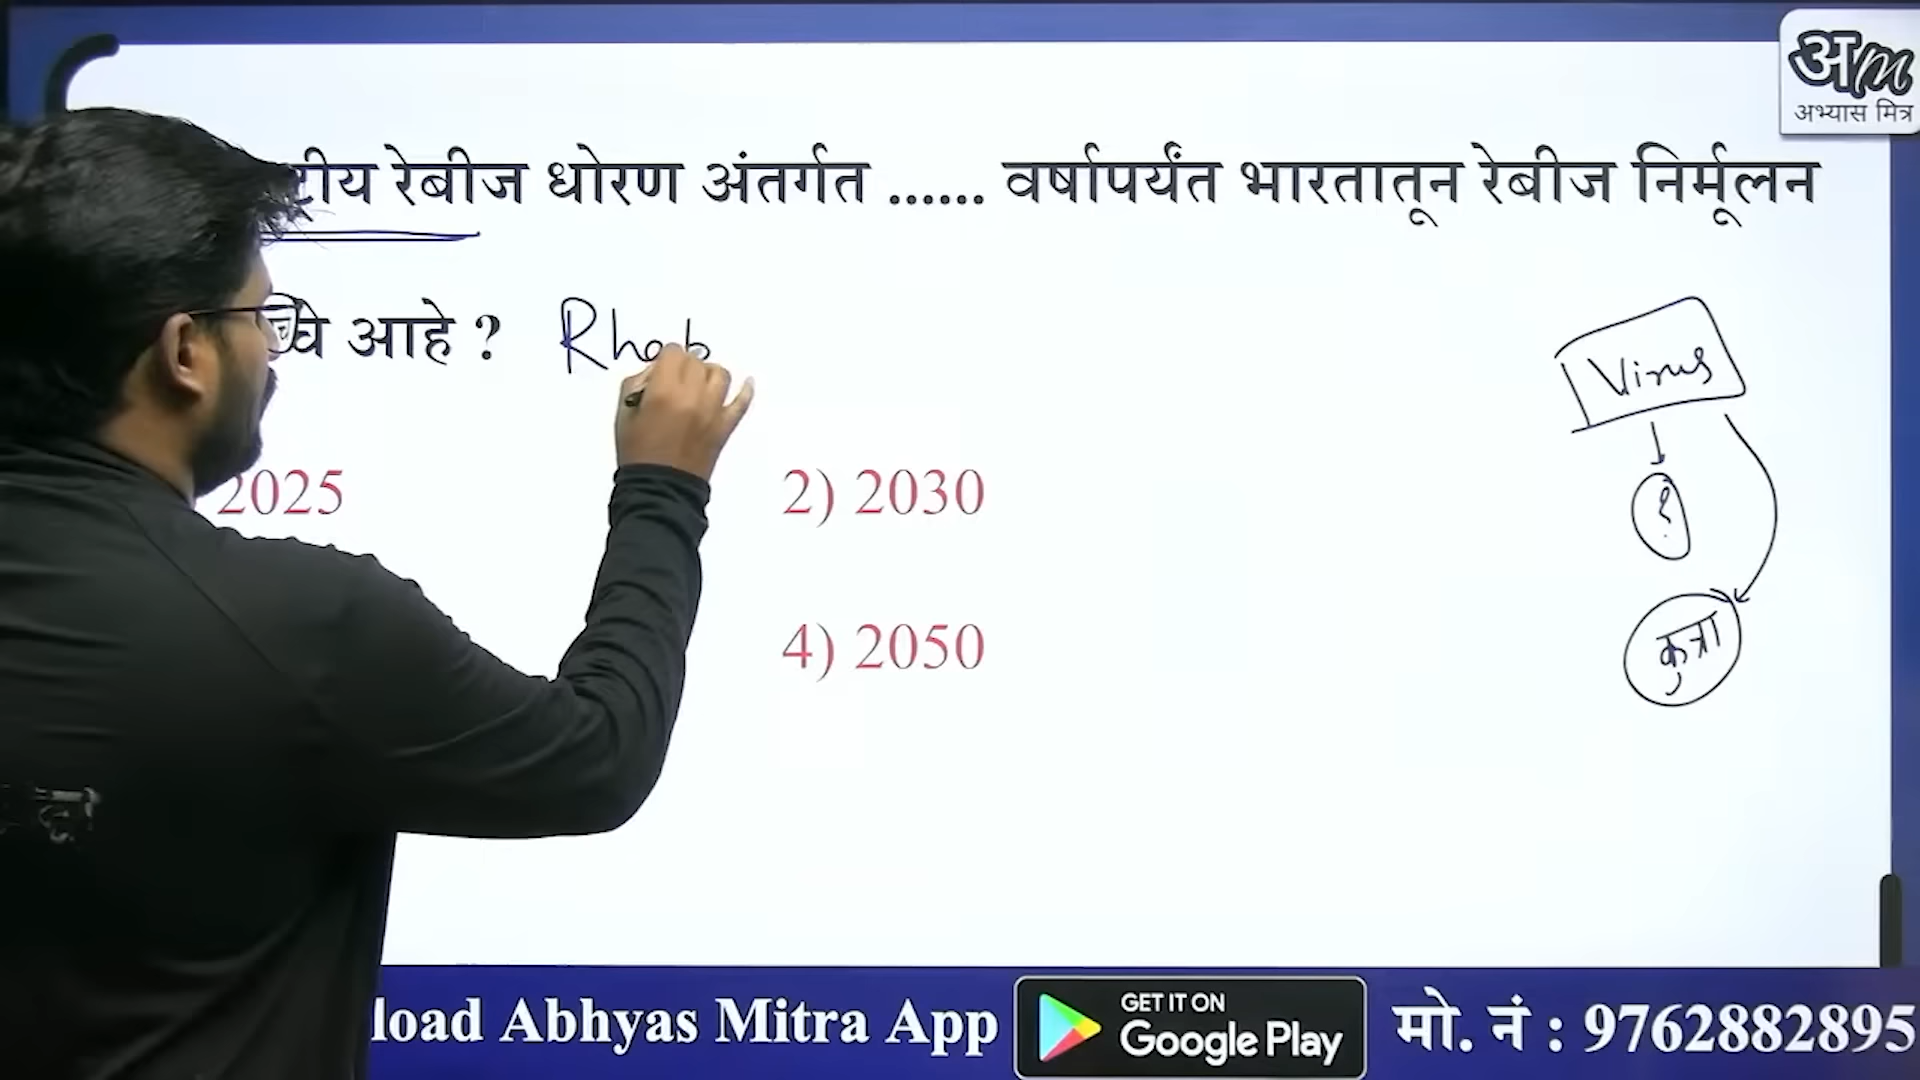 अm
अभ्यास मित्र
रेबीज धोरण अंतर्गत ...... वर्षापर्यंत भारतातून रेबीज निर्मूलन
आहे ? Rhab
Virus
2025
2) 2030
?
4) 2050
कुत्रा
load Abhyas Mitra App
GET IT ON
Google Play
मो. नं : 9762882895